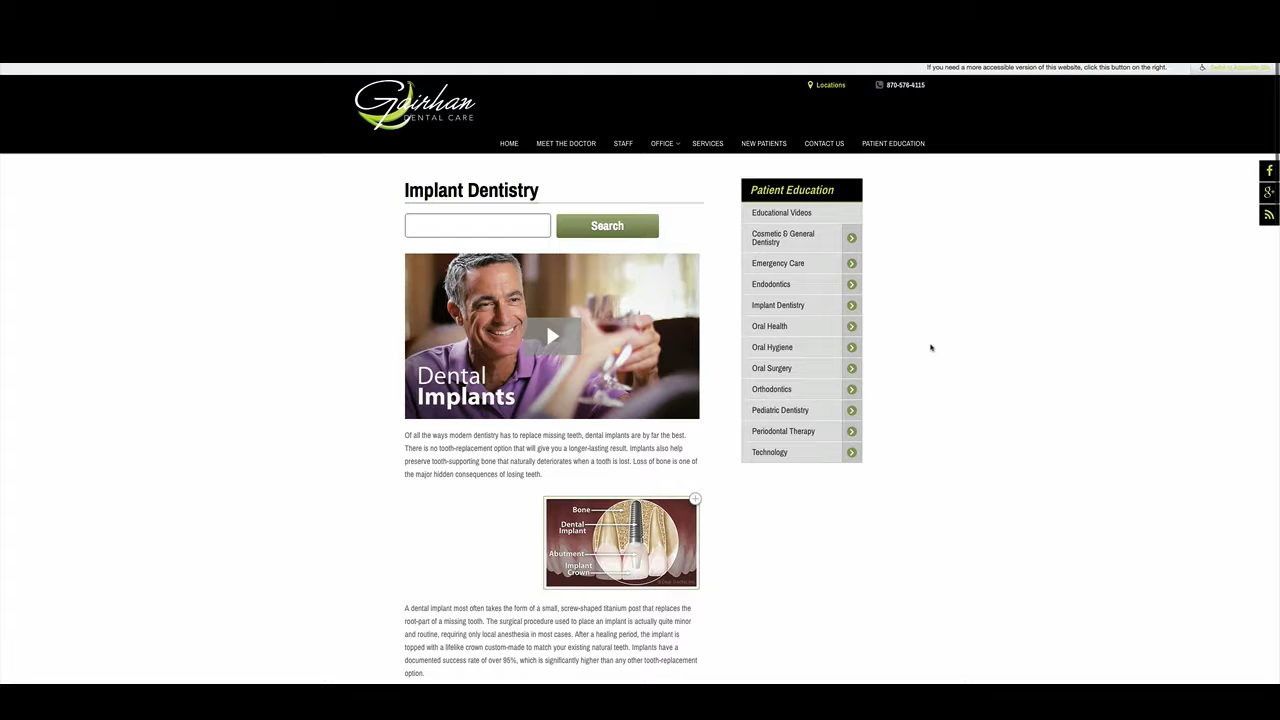 If you need a more accessible version of this website, click this button on the right.
Switch to Accessible Site
Gairhan
DENTAL CARE
Locations
870-576-4115
HOME
MEET THE DOCTOR
STAFF
OFFICE
SERVICES
NEW PATIENTS
CONTACT US
PATIENT EDUCATION
Implant Dentistry
Search
Dental
Implants
Of all the ways modern dentistry has to replace missing teeth, dental implants are by far the best.
There is no tooth-replacement option that will give you a longer-lasting result. Implants also help
preserve tooth-supporting bone that naturally deteriorates when a tooth is lost. Loss of bone is one of
the major hidden consequences of losing teeth.
Bone
Dental
Implant
Abutment
Implant
Crown
A dental implant most often takes the form of a small, screw-shaped titanium post that replaces the
root-part of a missing tooth. The surgical procedure used to place an implant is actually quite minor
and routine, requiring only local anesthesia in most cases. After a healing period, the implant is
topped with a lifelike crown custom-made to match your existing natural teeth. Implants have a
documented success rate of over 95%, which is significantly higher than any other tooth-replacement
option.
Patient Education
Educational Videos
Cosmetic & General
Dentistry
Emergency Care
Endodontics
Implant Dentistry
Oral Health
Oral Hygiene
Oral Surgery
Orthodontics
Pediatric Dentistry
Periodontal Therapy
Technology